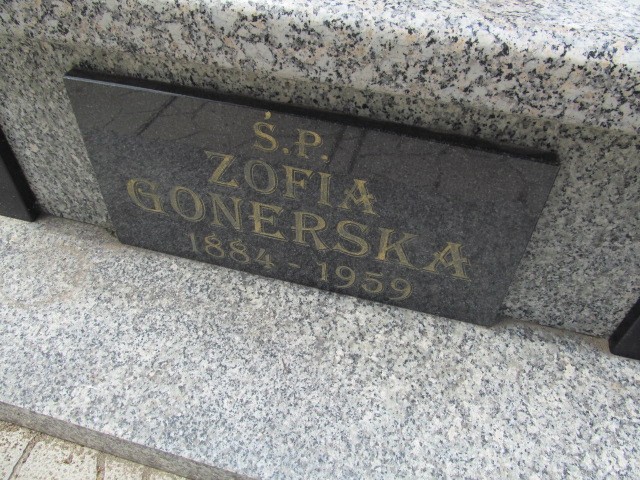 Ś.P.
ZOFIA
GONERSKA
1884 - 1959